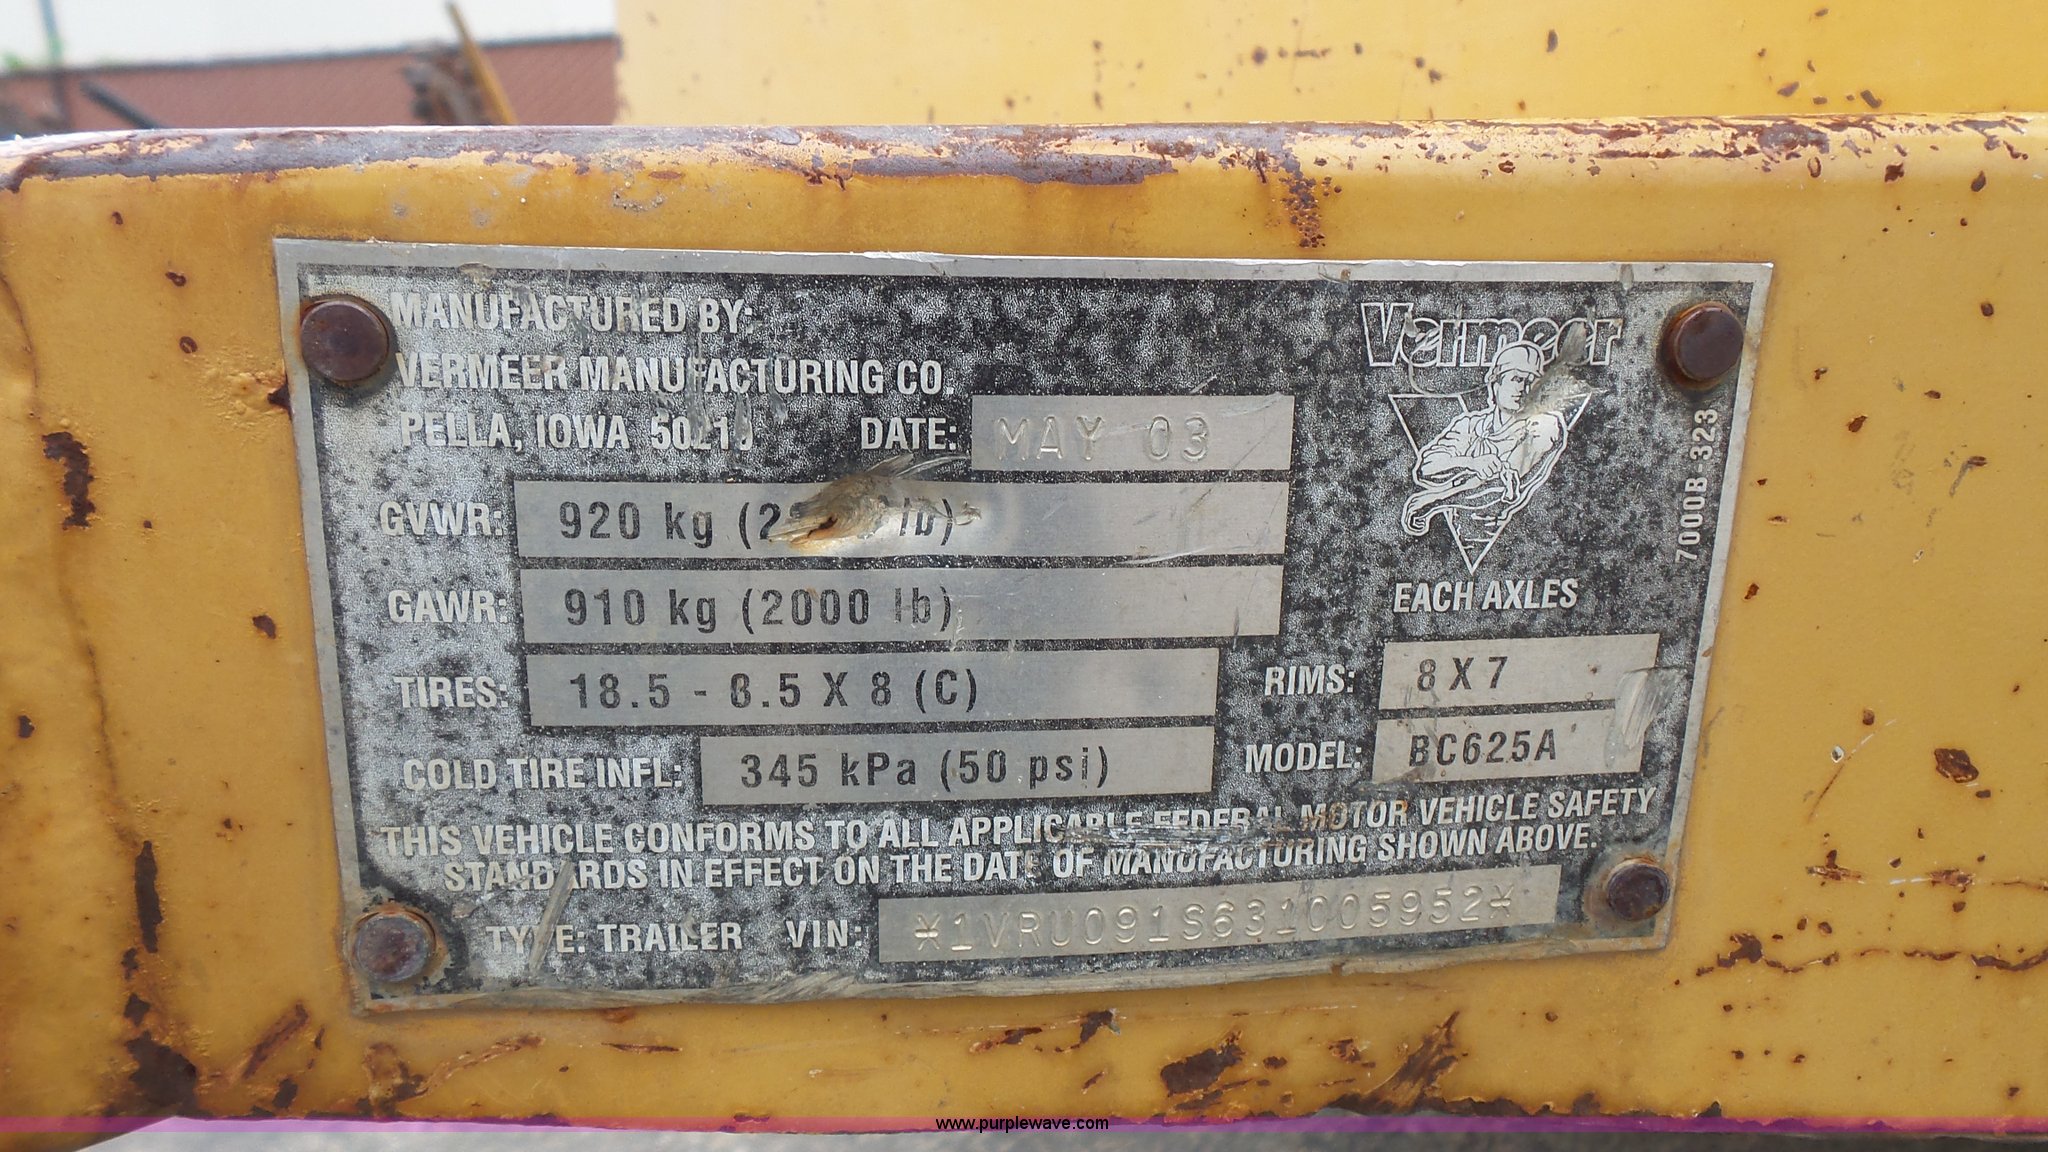 MANUFACTURED BY:
VERMEER MANUFACTURING CO.
PELLA, IOWA DATE: MAY 03
GVWR: 920 kg lb)
GAWR: 910 kg (2000 lb)
TIRES: 18.5 - 8.5 X 8 (C)
COLD TIRE INFL: 345 kPa (50 psi)
Vermeer
7000B-323
EACH AXLES
RIMS: 8 X 7
MODEL: BC625A
THIS VEHICLE CONFORMS TO ALL APPLICABLE FEDERAL MOTOR VEHICLE SAFETY
STANDARDS IN EFFECT ON THE DATE OF MANUFACTURING SHOWN ABOVE.
TYPE: TRAILER VIN: *1VRU091S631005952*
www.purplewave.com